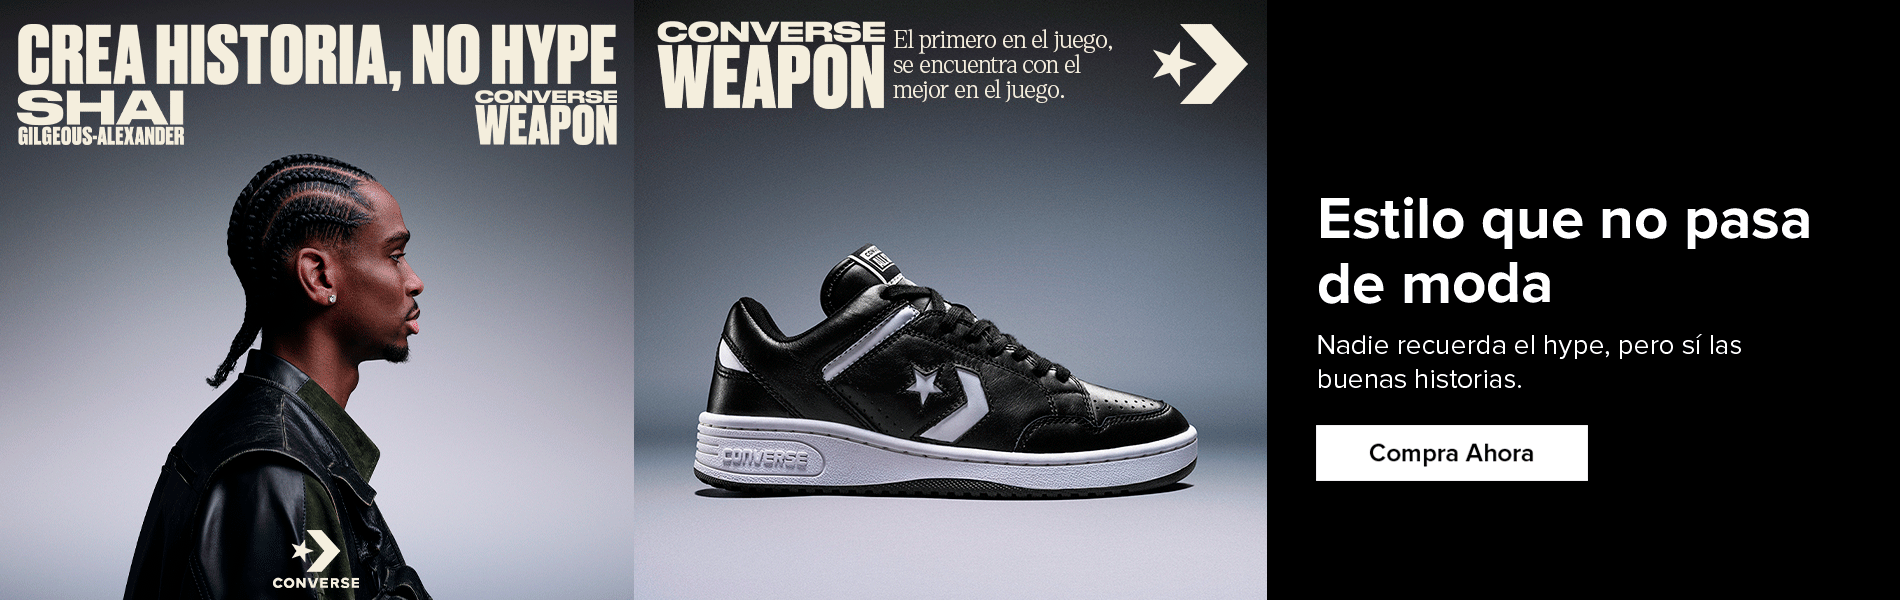 CREA HISTORIA, NO HYPE
SHAI
GILGEOUS-ALEXANDER
CONVERSE
WEAPON
CONVERSE
CONVERSE
WEAPON
El primero en el juego,
se encuentra con el
mejor en el juego.
CONVERSE
Estilo que no pasa
de moda
Nadie recuerda el hype, pero sí las
buenas historias.
Compra Ahora